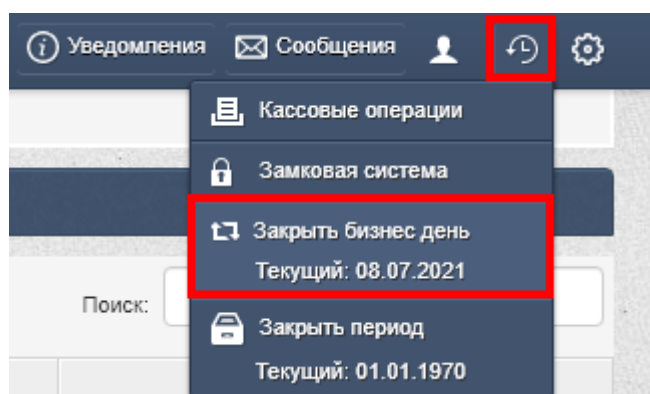 Уведомления Сообщения
Кассовые операции
Замковая система
Закрыть бизнес день
Текущий: 08.07.2021
Поиск:
Закрыть период
Текущий: 01.01.1970